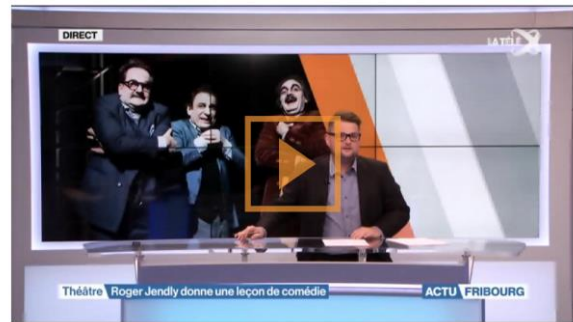 DIRECT
LA TÉLÉ
Théâtre Roger Jendly donne une leçon de comédie
ACTU FRIBOURG